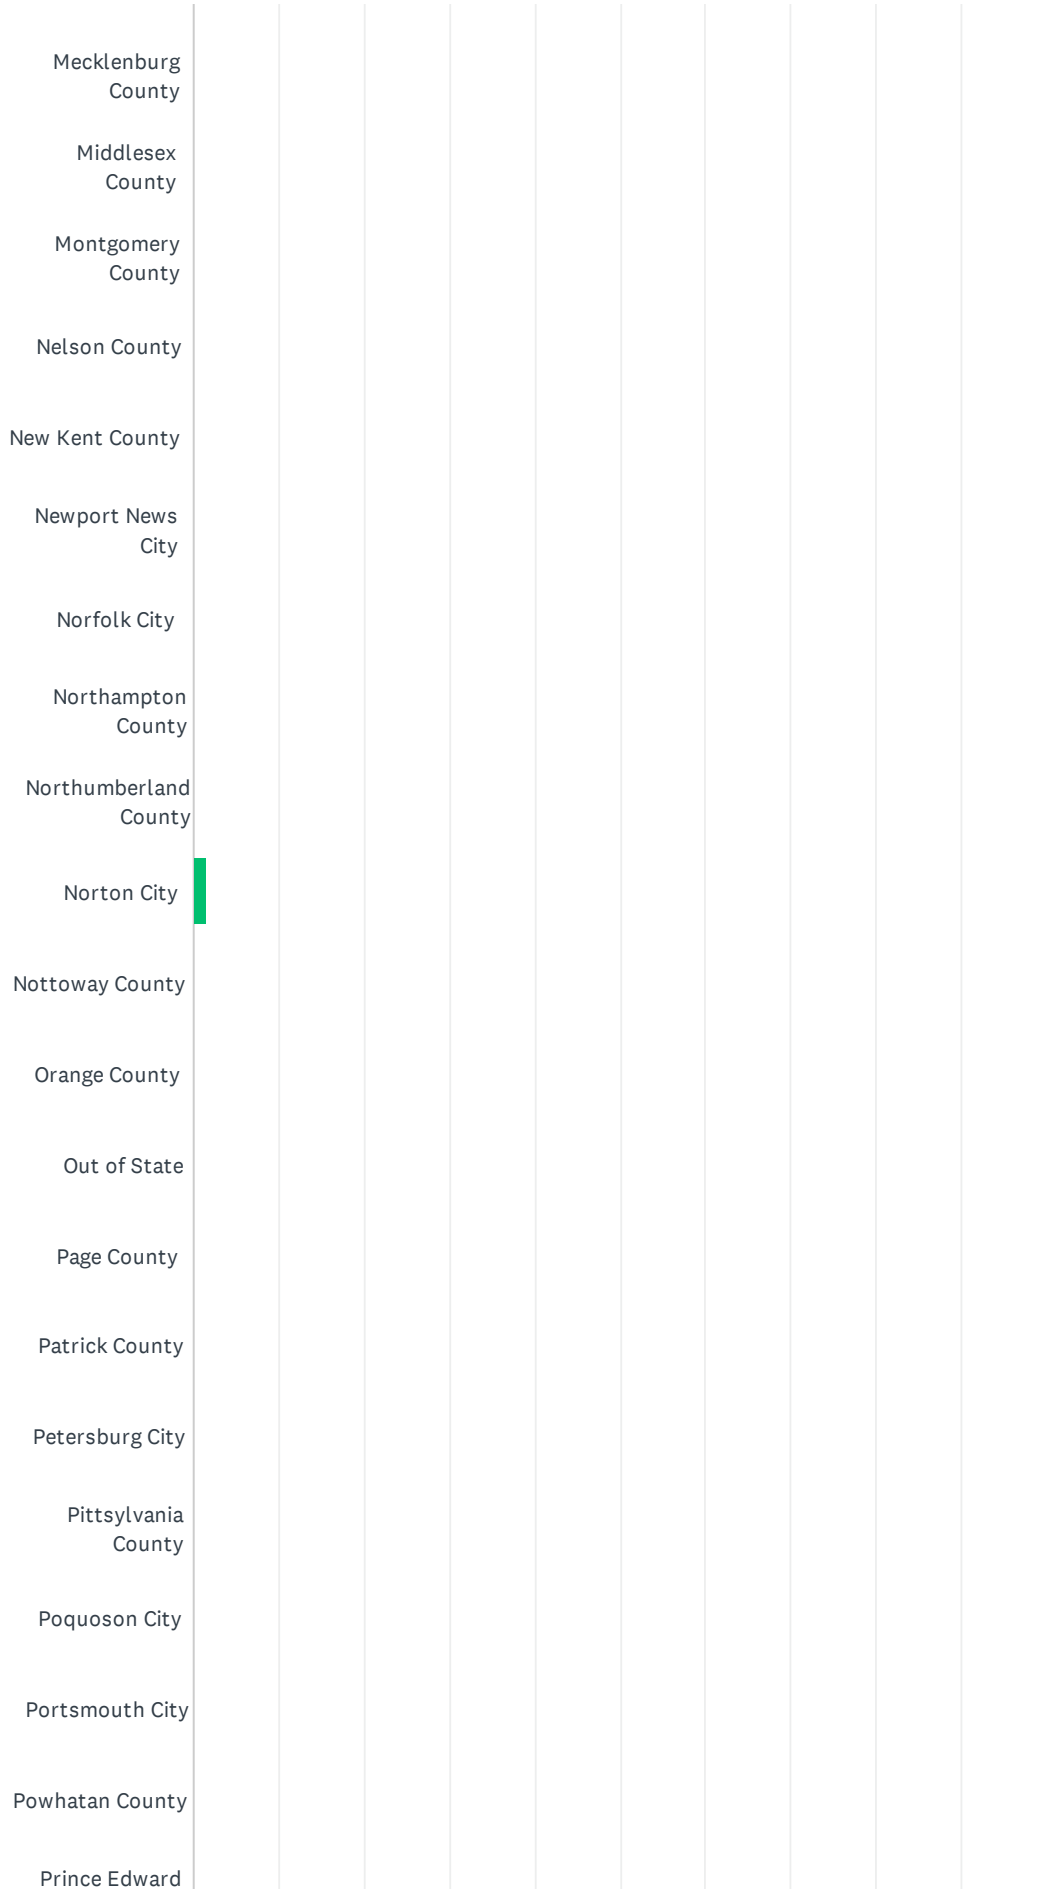 Mecklenburg
County
Middlesex
County
Montgomery
County
Nelson County
New Kent County
Newport News
City
Norfolk City
Northampton
County
Northumberland
County
Norton City
Nottoway County
Orange County
Out of State
Page County
Patrick County
Petersburg City
Pittsylvania
County
Poquoson City
Portsmouth City
Powhatan County
Prince Edward